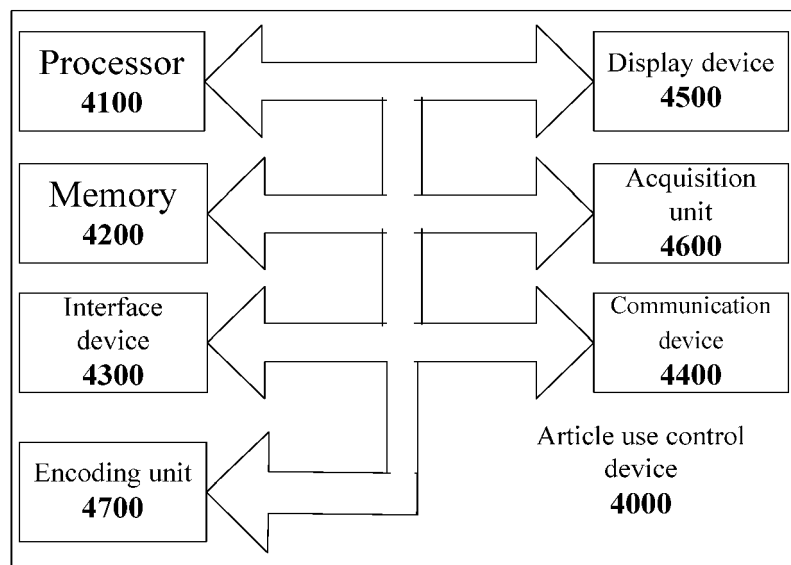 Processor
4100
Display device
4500
Memory
4200
Acquisition
unit
4600
Interface
device
4300
Communication
device
4400
Encoding unit
4700
Article use control
device
4000